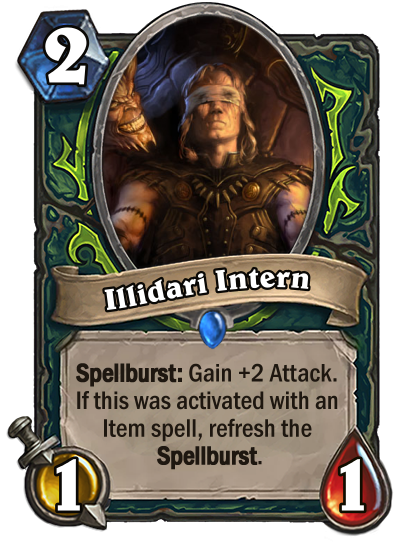 2
Illidari Intern
Spellburst: Gain +2 Attack.
If this was activated with an
Item spell, refresh the
Spellburst.
1
1